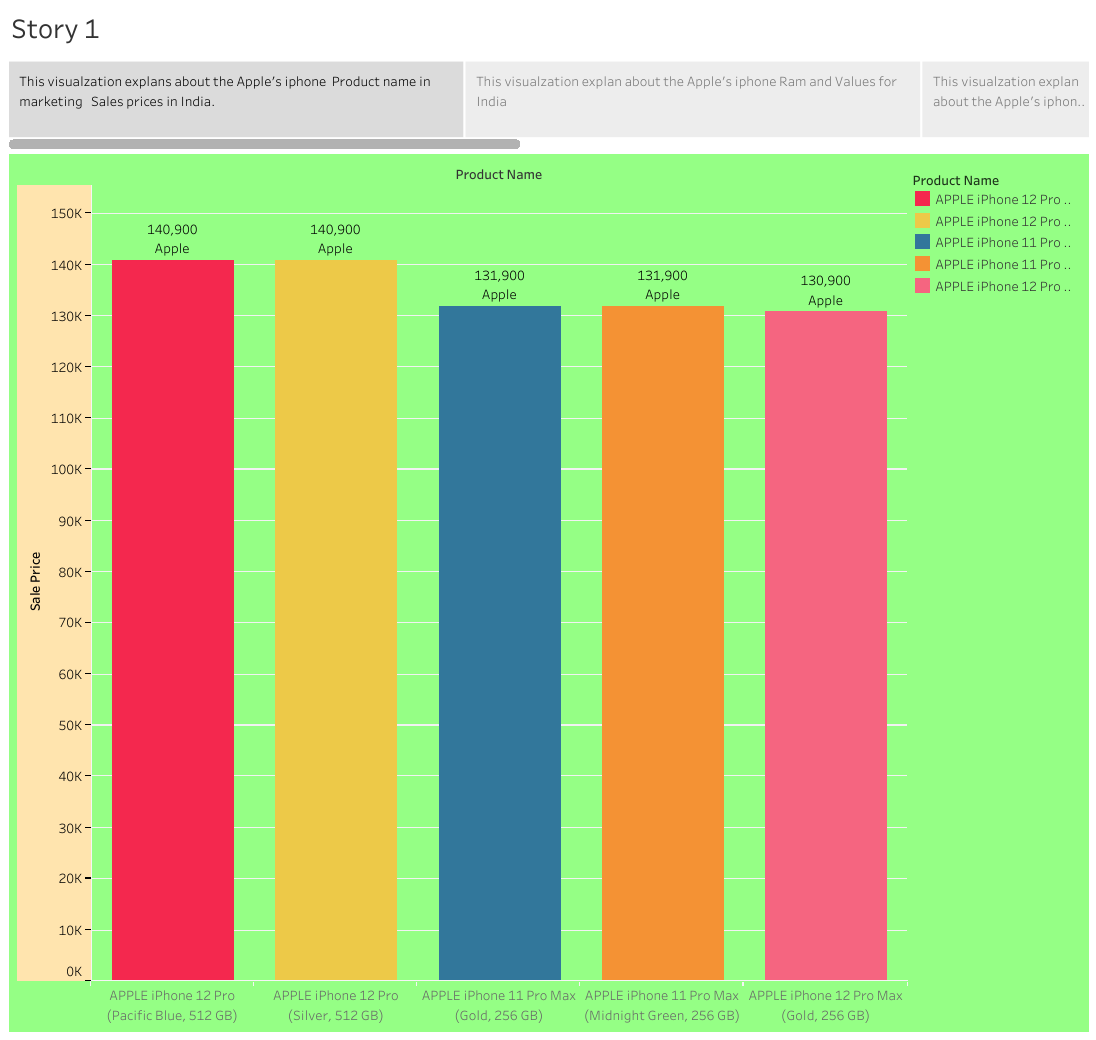 Story 1
This visualzation explans about the Apple's iphone  Product name in
marketing  Sales prices in India.
This visualzation explan about the Apple's iphone Ram and Values for
India
This visualzation explan
about the Apple's iphon..
Product Name
Product Name
APPLE iPhone 12 Pro ..
APPLE iPhone 12 Pro ..
APPLE iPhone 11 Pro ..
APPLE iPhone 11 Pro ..
APPLE iPhone 12 Pro ..
150K
140K
130K
120K
110K
100K
90K
80K
70K
60K
50K
40K
30K
20K
10K
0K
Sale Price
140,900
Apple
140,900
Apple
131,900
Apple
131,900
Apple
130,900
Apple
APPLE iPhone 12 Pro
(Pacific Blue, 512 GB)
APPLE iPhone 12 Pro
(Silver, 512 GB)
APPLE iPhone 11 Pro Max
(Gold, 256 GB)
APPLE iPhone 11 Pro Max
(Midnight Green, 256 GB)
APPLE iPhone 12 Pro Max
(Gold, 256 GB)